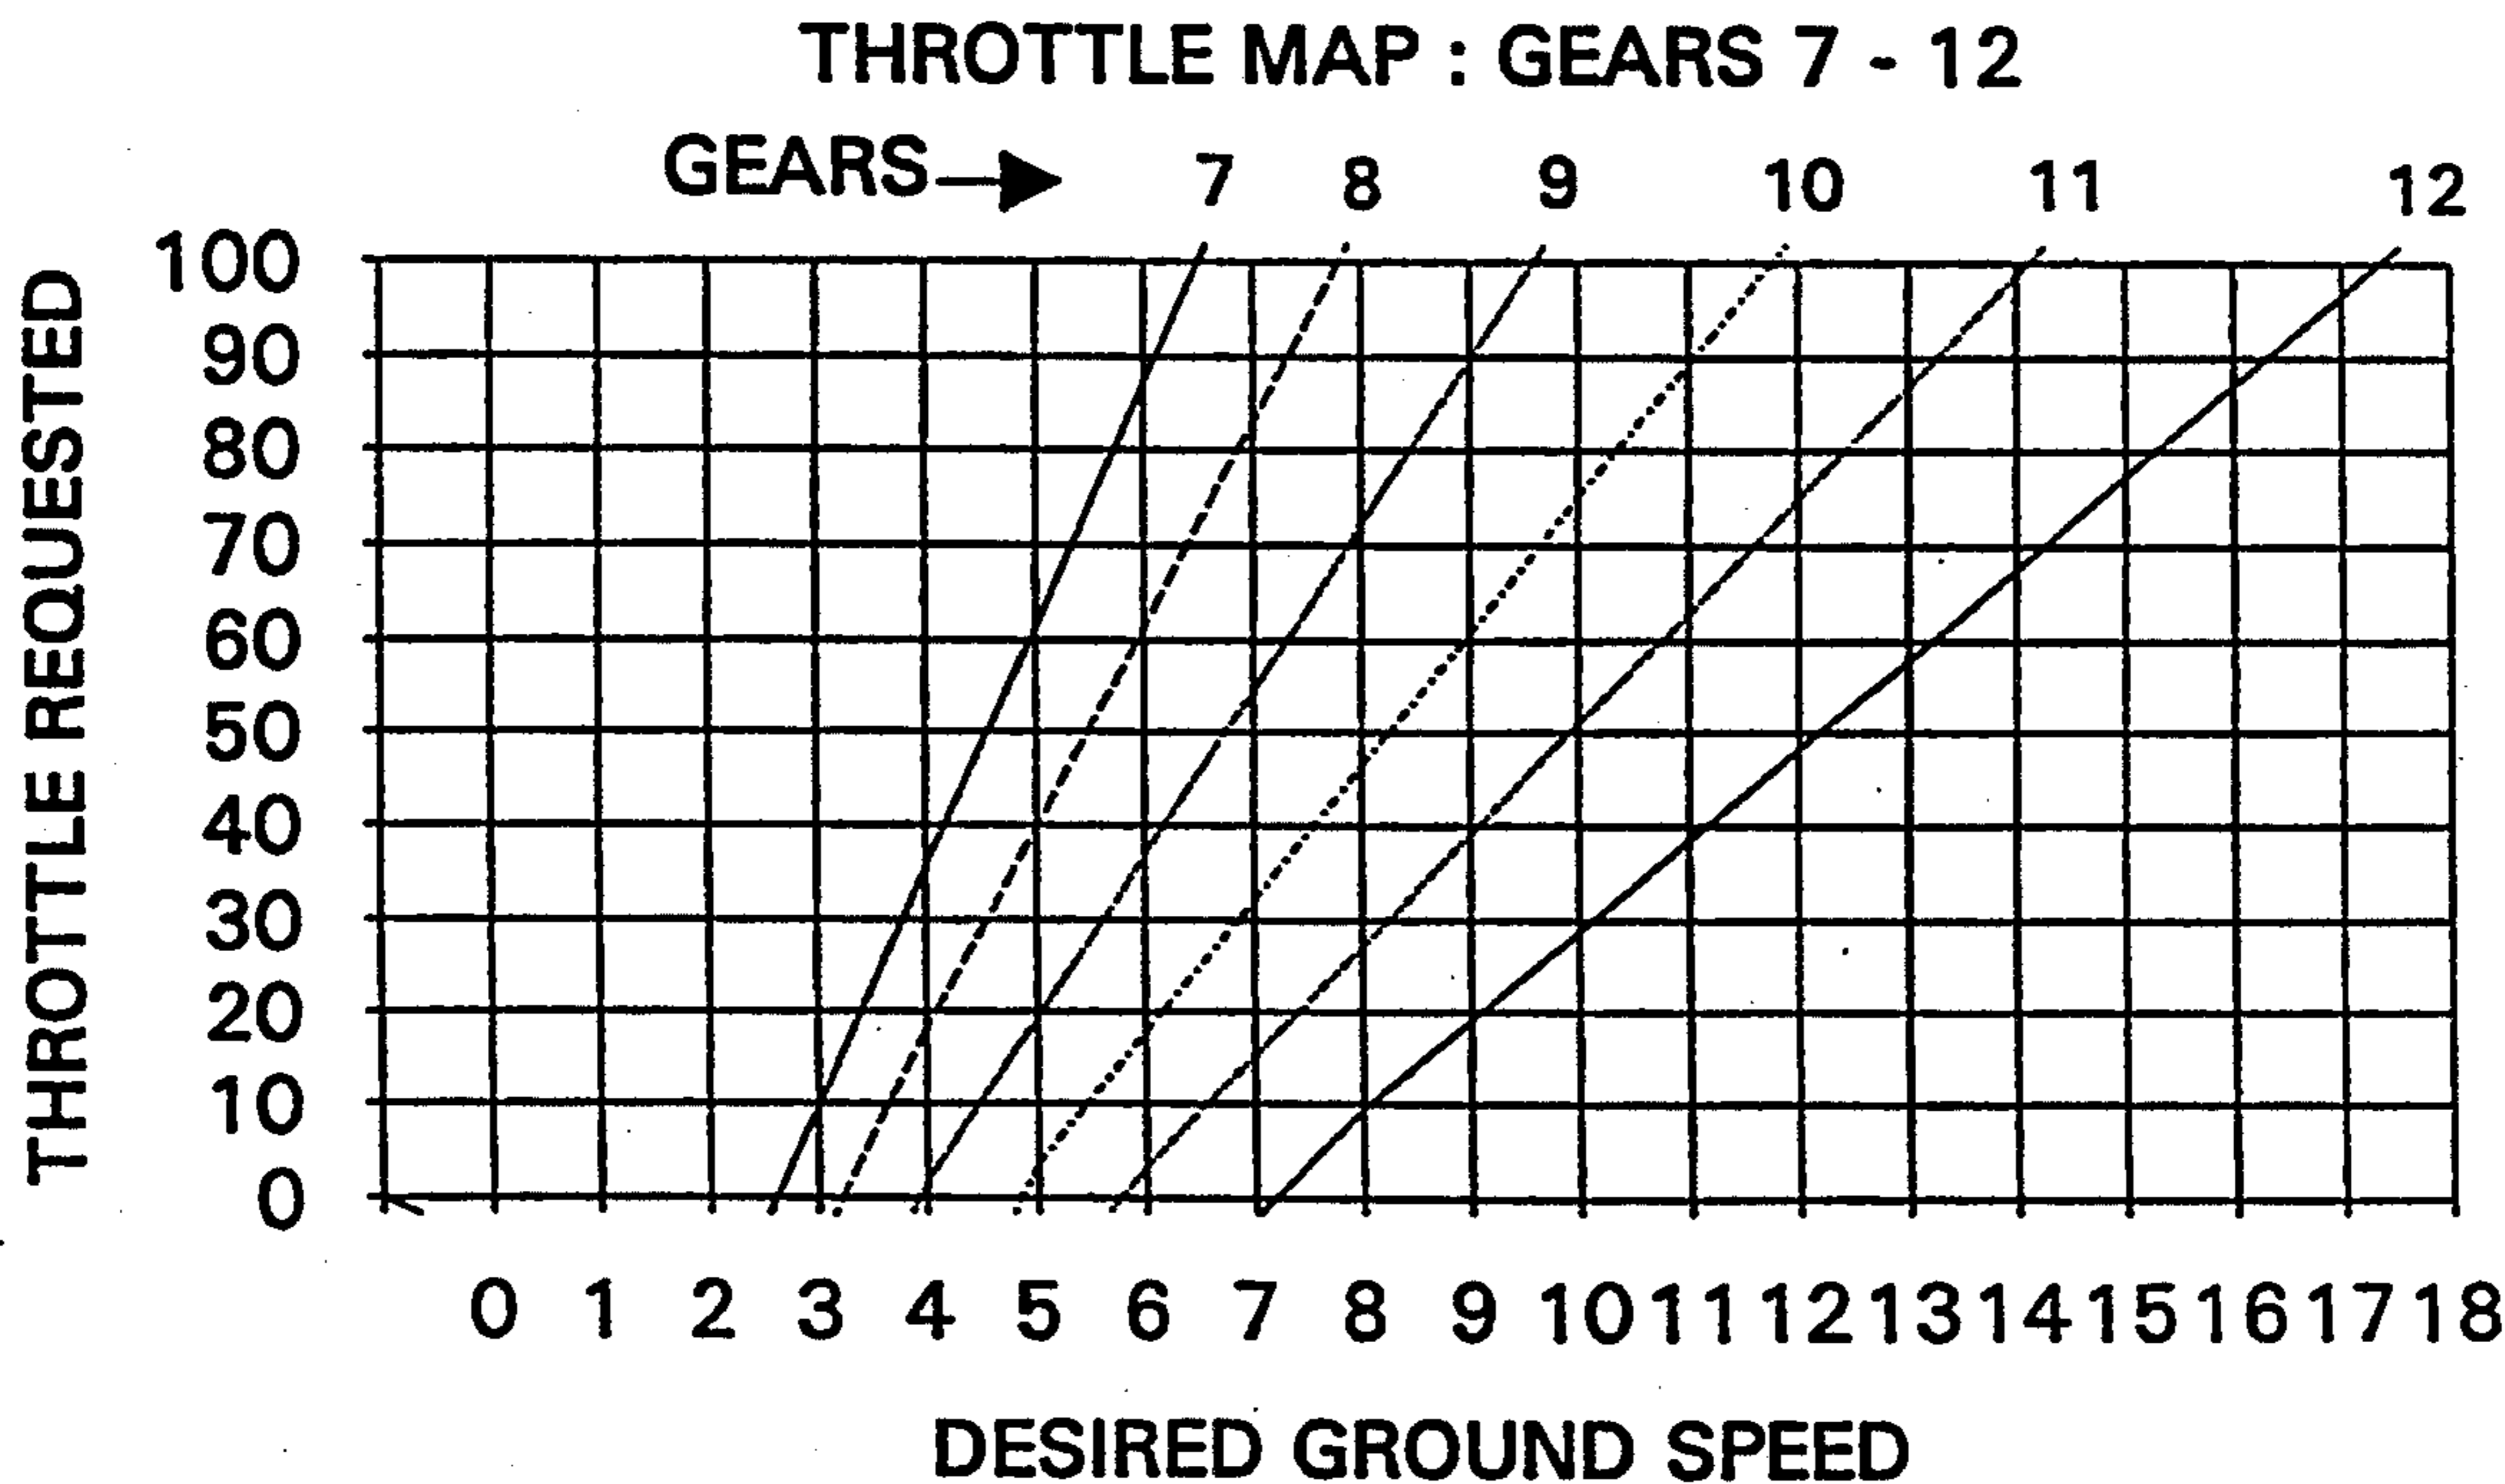 THROTTLE MAP : GEARS 7 - 12
GEARS 7 8 9 10 11 12
THROTTLE REQUESTED
100
90
80
70
60
50
40
30
20
10
0
0 1 2 3 4 5 6 7 8 9 10 11 12 13 14 15 16 17 18
DESIRED GROUND SPEED